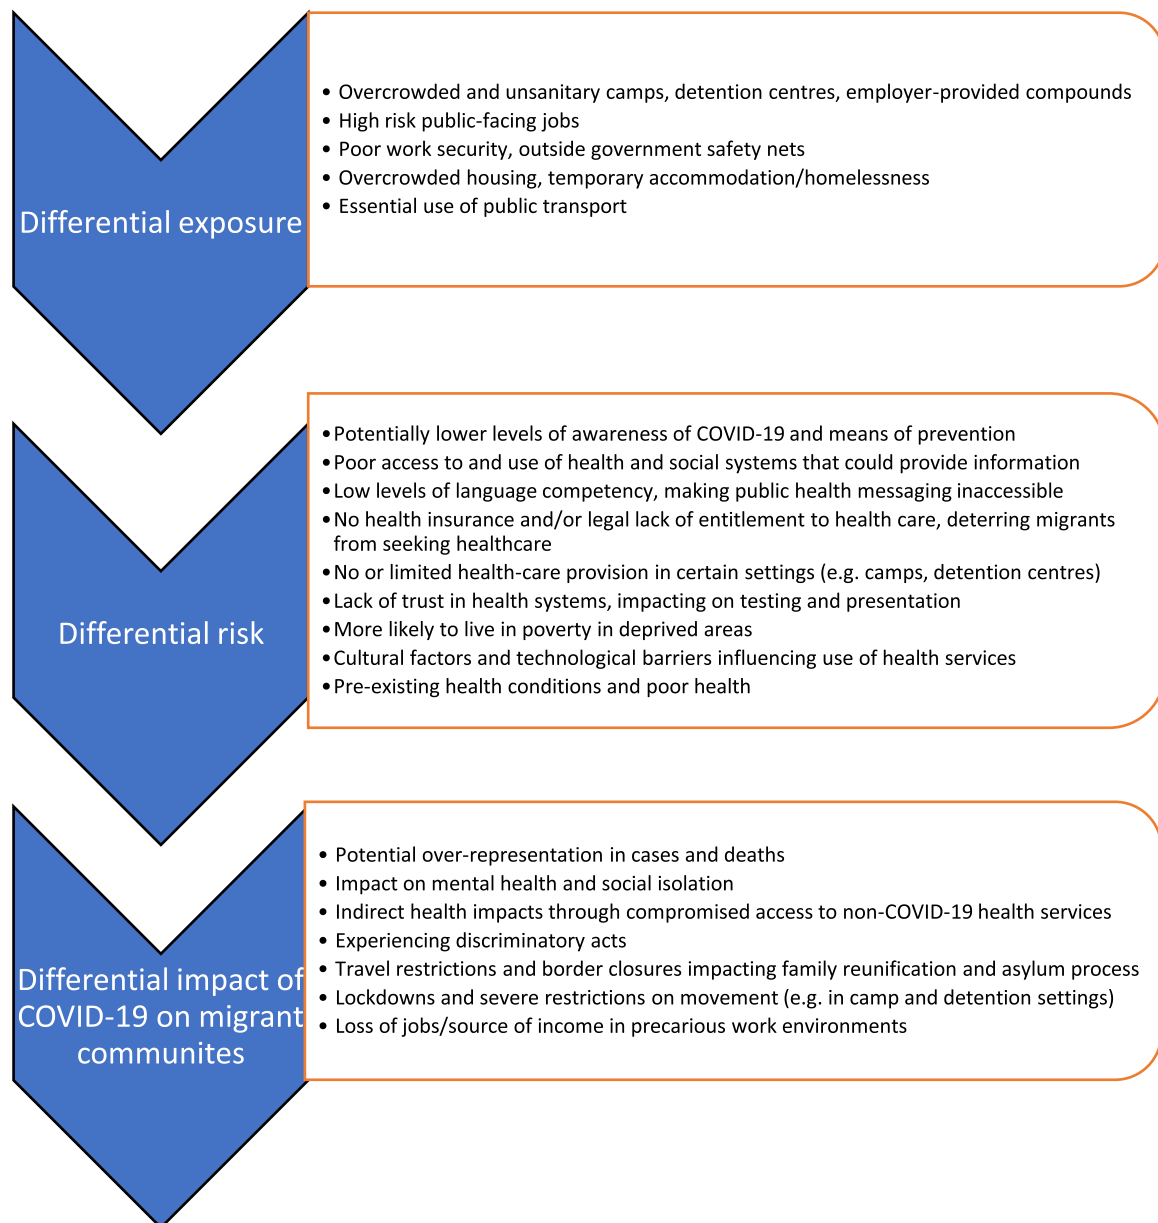 Differential exposure
• Overcrowded and unsanitary camps, detention centres, employer-provided compounds
• High risk public-facing jobs
• Poor work security, outside government safety nets
• Overcrowded housing, temporary accommodation/homelessness
• Essential use of public transport
Differential risk
•Potentially lower levels of awareness of COVID-19 and means of prevention
•Poor access to and use of health and social systems that could provide information
•Low levels of language competency, making public health messaging inaccessible
•No health insurance and/or legal lack of entitlement to health care, deterring migrants
from seeking healthcare
•No or limited health-care provision in certain settings (e.g. camps, detention centres)
•Lack of trust in health systems, impacting on testing and presentation
•More likely to live in poverty in deprived areas
•Cultural factors and technological barriers influencing use of health services
•Pre-existing health conditions and poor health
Differential impact of
COVID-19 on migrant
communites
• Potential over-representation in cases and deaths
• Impact on mental health and social isolation
• Indirect health impacts through compromised access to non-COVID-19 health services
• Experiencing discriminatory acts
• Travel restrictions and border closures impacting family reunification and asylum process
• Lockdowns and severe restrictions on movement (e.g. in camp and detention settings)
• Loss of jobs/source of income in precarious work environments